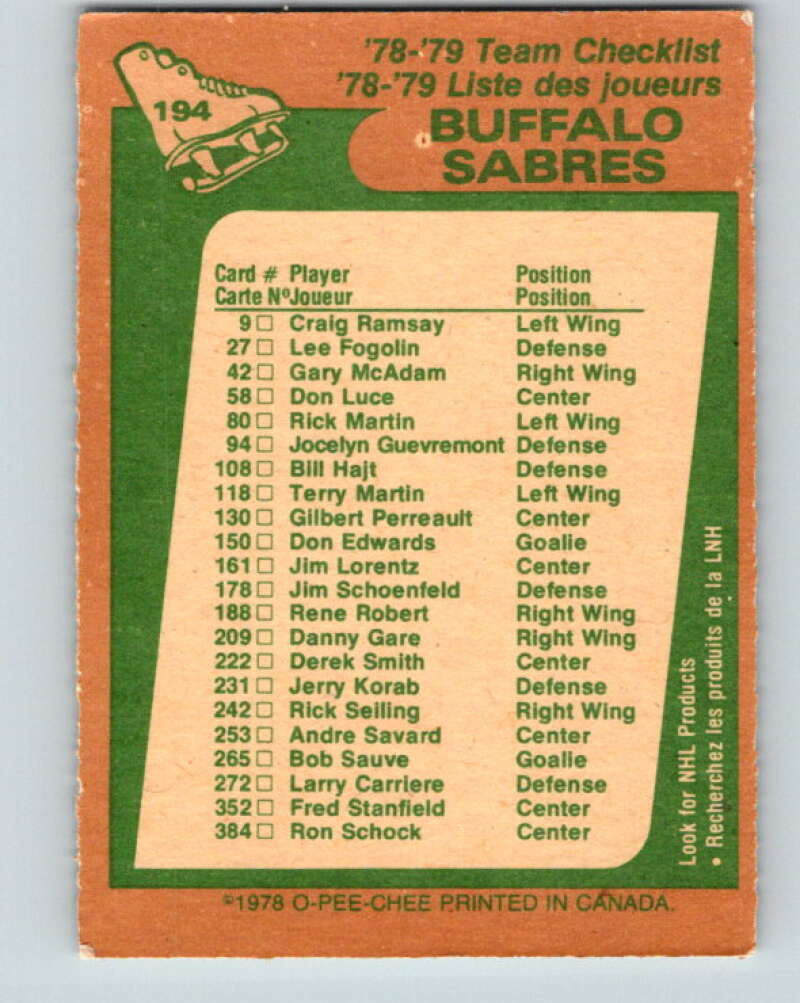 194
'78-'79 Team Checklist
'78-'79 Liste des joueurs
BUFFALO
SABRES
Card # Player Position
Carte Nº Joueur Position
9 □ Craig Ramsay Left Wing
27 □ Lee Fogolin Defense
42 □ Gary McAdam Right Wing
58 □ Don Luce Center
80 □ Rick Martin Left Wing
94 □ Jocelyn Guevremont Defense
108 □ Bill Hajt Defense
118 □ Terry Martin Left Wing
130 □ Gilbert Perreault Center
150 □ Don Edwards Goalie
161 □ Jim Lorentz Center
178 □ Jim Schoenfeld Defense
188 □ Rene Robert Right Wing
209 □ Danny Gare Right Wing
222 □ Derek Smith Center
231 □ Jerry Korab Defense
242 □ Rick Seiling Right Wing
253 □ Andre Savard Center
265 □ Bob Sauve Goalie
272 □ Larry Carriere Defense
352 □ Fred Stanfield Center
384 □ Ron Schock Center
Look for NHL Products
• Recherchez les produits de la LNH
©1978 O-PEE-CHEE PRINTED IN CANADA.